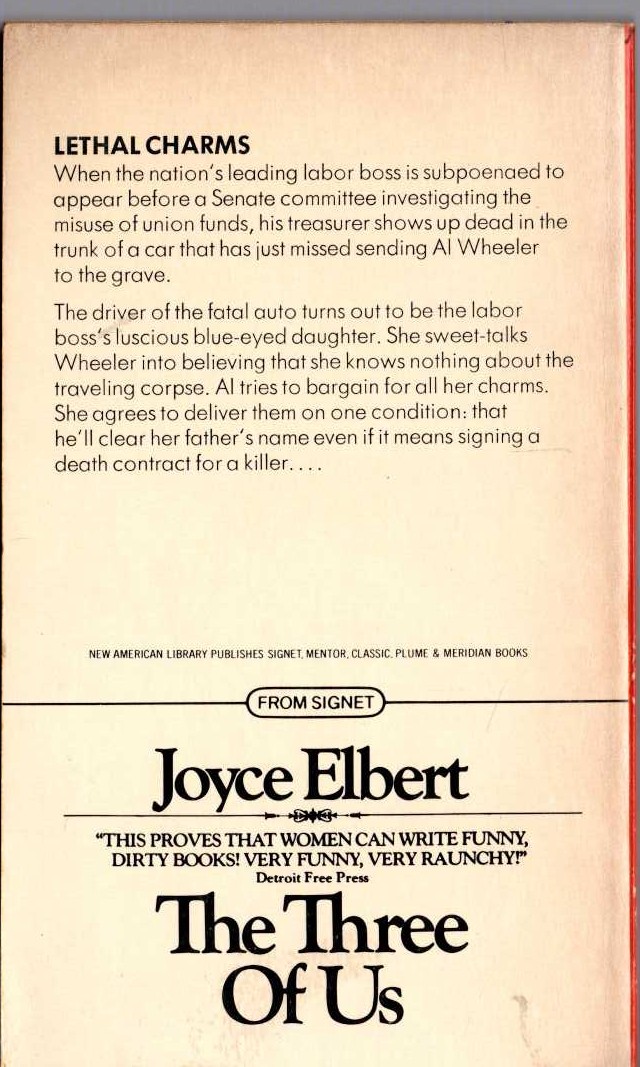 LETHAL CHARMS
When the nation's leading labor boss is subpoenaed to
appear before a Senate committee investigating the
misuse of union funds, his treasurer shows up dead in the
trunk of a car that has just missed sending Al Wheeler
to the grave.
The driver of the fatal auto turns out to be the labor
boss's luscious blue-eyed daughter. She sweet-talks
Wheeler into believing that she knows nothing about the
traveling corpse. Al tries to bargain for all her charms.
She agrees to deliver them on one condition: that
he'll clear her father's name even if it means signing a
death contract for a killer....
NEW AMERICAN LIBRARY PUBLISHES SIGNET, MENTOR, CLASSIC, PLUME & MERIDIAN BOOKS
FROM SIGNET
Joyce Elbert
"THIS PROVES THAT WOMEN CAN WRITE FUNNY,
DIRTY BOOKS! VERY FUNNY, VERY RAUNCHY!"
Detroit Free Press
The Three
Of Us